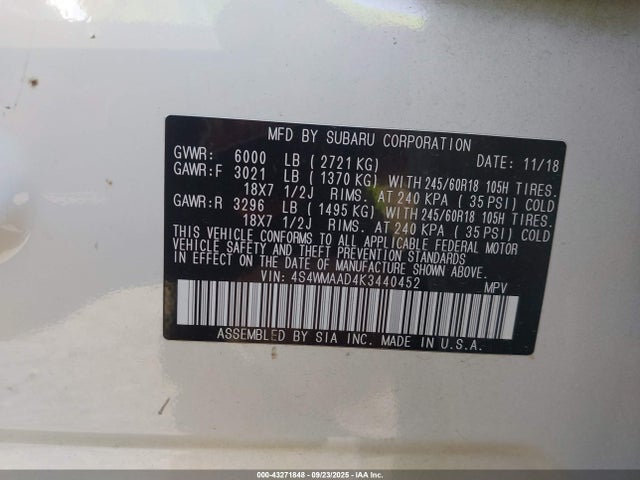 MFD BY SUBARU CORPORATION
GVWR: 6000 LB (2721 KG) DATE: 11/18
GAWR:F 3021 LB (1370 KG) WITH 245/60R18 105H TIRES.
18X7 1/2J RIMS. AT 240 KPA (35 PSI) COLD
GAWR:R 3296 LB (1495 KG) WITH 245/60R18 105H TIRES.
18X7 1/2J RIMS. AT 240 KPA (35 PSI) COLD
THIS VEHICLE CONFORMS TO ALL APPLICABLE FEDERAL MOTOR
VEHICLE SAFETY AND THEFT PREVENTION STANDARDS
IN EFFECT ON THE DATE OF MANUFACTURE SHOWN ABOVE.
VIN: 4S4WMAAD4K3440452 MPV
ASSEMBLED BY SIA INC. MADE IN U.S.A.
000-43271848 - 09/23/2025 - IAA Inc.